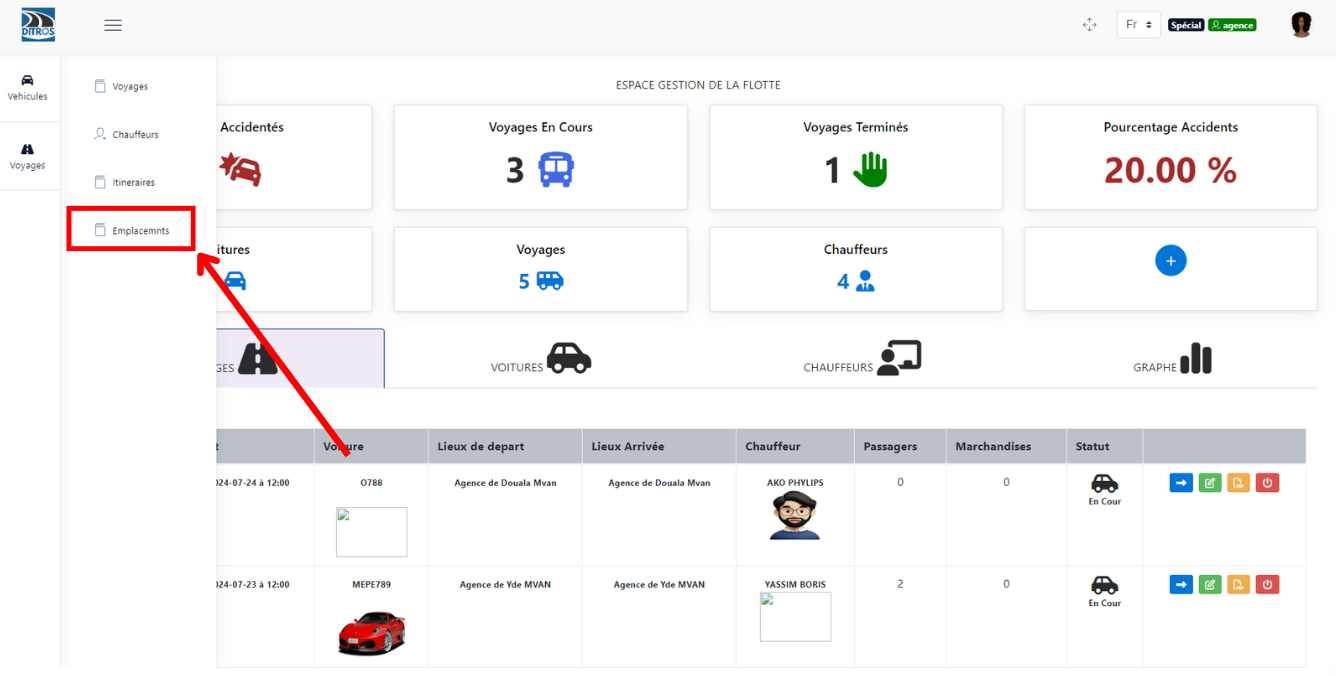 DITROS
Fr
Spécial
agence
Vehicules
Voyages
Voyages
Chauffeurs
Itineraires
Emplacemnts
ESPACE GESTION DE LA FLOTTE
Accidentés
Voyages En Cours
3
Voyages Terminés
1
Pourcentage Accidents
20.00 %
itures
Voyages
5
Chauffeurs
4
+
GES
VOITURES
CHAUFFEURS
GRAPHE
t Voiture Lieux de depart Lieux Arrivée Chauffeur Passagers Marchandises Statut
024-07-24 à 12:00 O788 Agence de Douala Mvan Agence de Douala Mvan AKO PHYLIPS 0 0
En Cour
024-07-23 à 12:00 MEPE789 Agence de Yde MVAN Agence de Yde MVAN YASSIM BORIS 2 0
En Cour